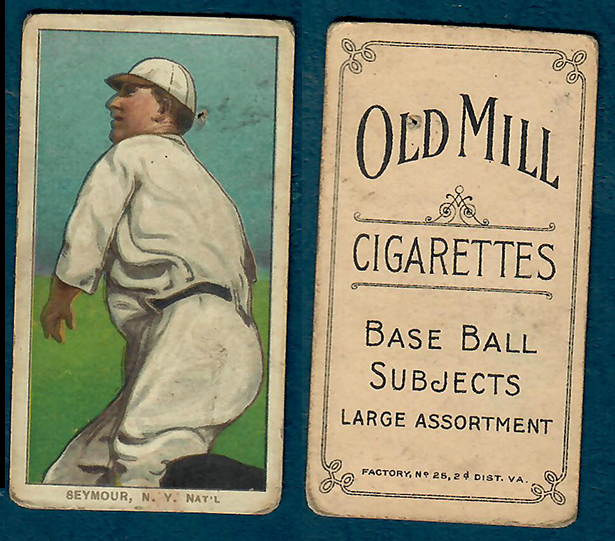 SEYMOUR, N. Y. NAT'L
OLD MILL
CIGARETTES
BASE BALL
SUBJECTS
LARGE ASSORTMENT
FACTORY, Nº 25, 2d DIST. VA.